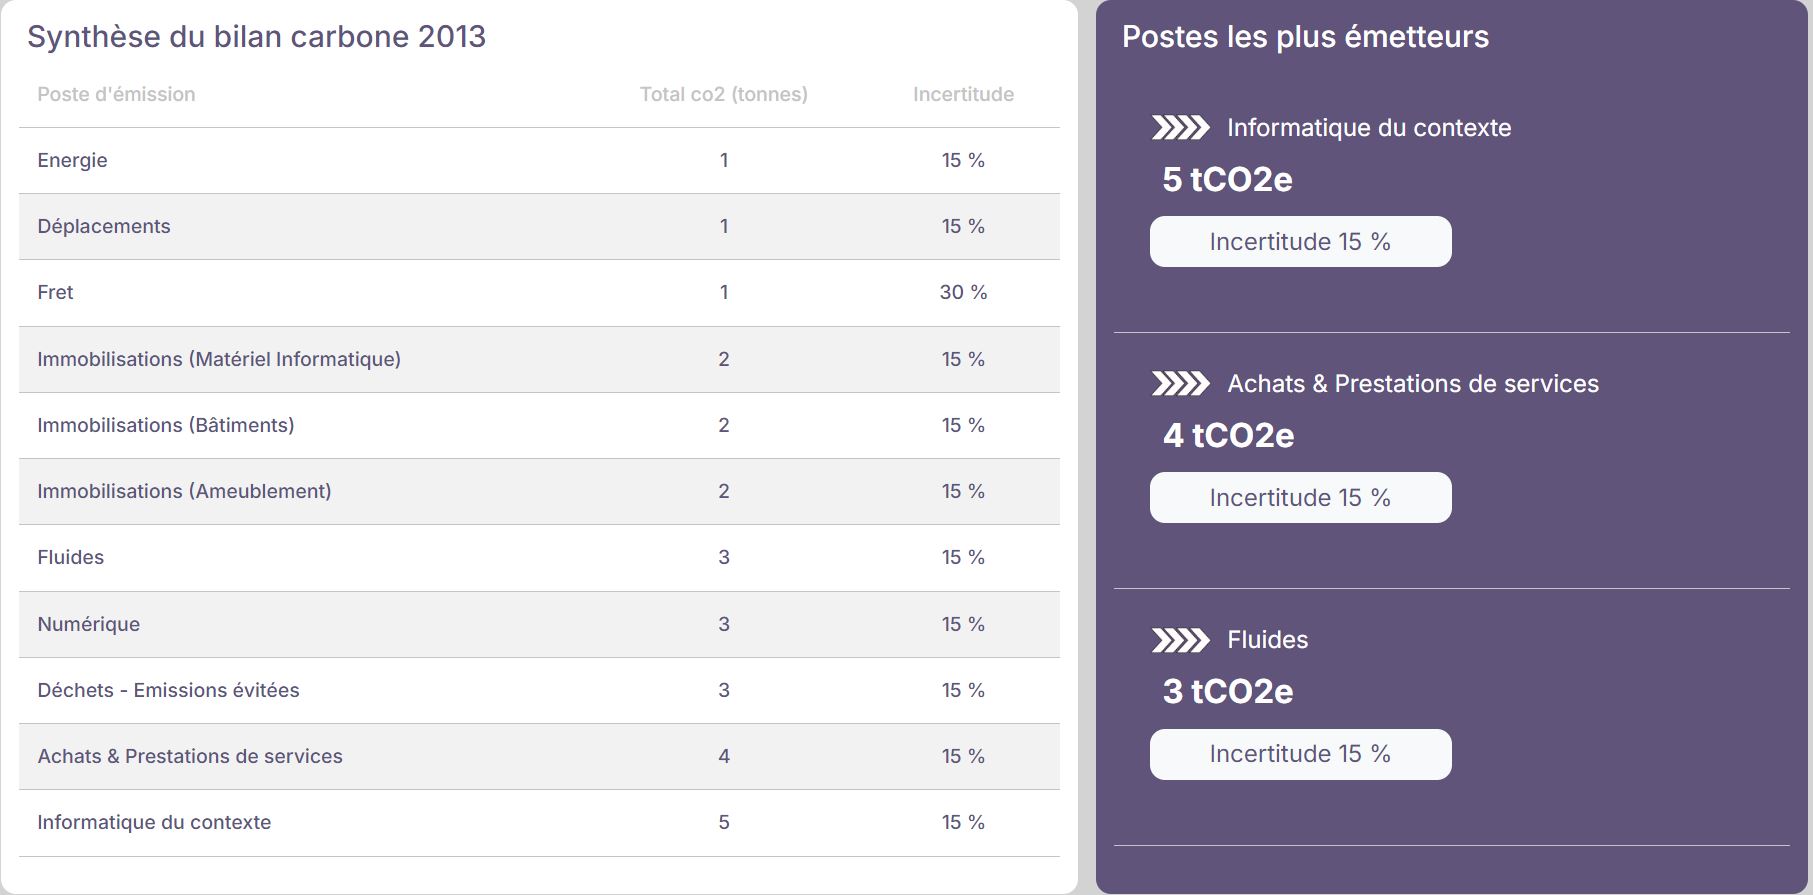 Synthèse du bilan carbone 2013
Poste d'émission Total co2 (tonnes) Incertitude
Energie 1 15 %
Déplacements 1 15 %
Fret 1 30 %
Immobilisations (Matériel Informatique) 2 15 %
Immobilisations (Bâtiments) 2 15 %
Immobilisations (Ameublement) 2 15 %
Fluides 3 15 %
Numérique 3 15 %
Déchets - Emissions évitées 3 15 %
Achats & Prestations de services 4 15 %
Informatique du contexte 5 15 %
Postes les plus émetteurs
Informatique du contexte
5 tCO2e
Incertitude 15 %
Achats & Prestations de services
4 tCO2e
Incertitude 15 %
Fluides
3 tCO2e
Incertitude 15 %